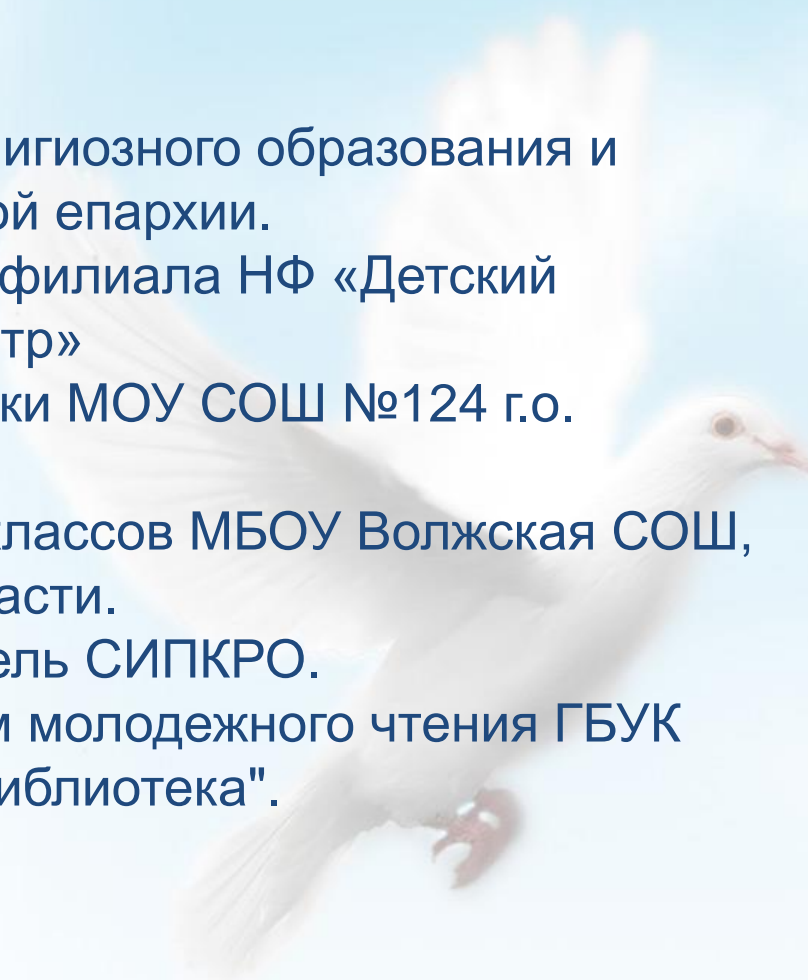 игиозного образования и
ой епархии.
филиала НФ «Детский
тр»
ки МОУ СОШ №124 г.о.
лассов МБОУ Волжская СОШ,
асти.
ель СИПКРО.
м молодежного чтения ГБУК
иблиотека".